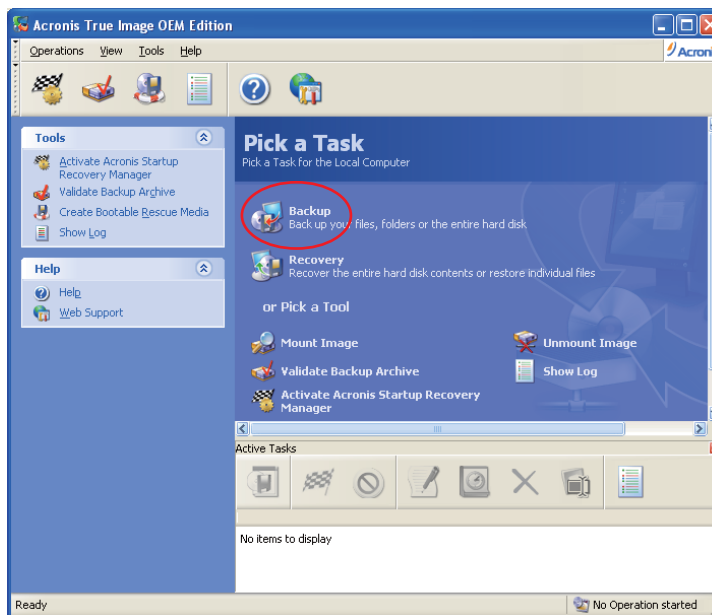 Acronis True Image OEM Edition
Operations View Tools Help
Acroni
Tools
Activate Acronis Startup
Recovery Manager
Validate Backup Archive
Create Bootable Rescue Media
Show Log
Help
Help
Web Support
Pick a Task
Pick a Task for the Local Computer
Backup
Back up your files, folders or the entire hard disk
Recovery
Recover the entire hard disk contents or restore individual files
or Pick a Tool
Mount Image
Unmount Image
Validate Backup Archive
Show Log
Activate Acronis Startup Recovery
Manager
Active Tasks
No items to display
Ready
No Operation started